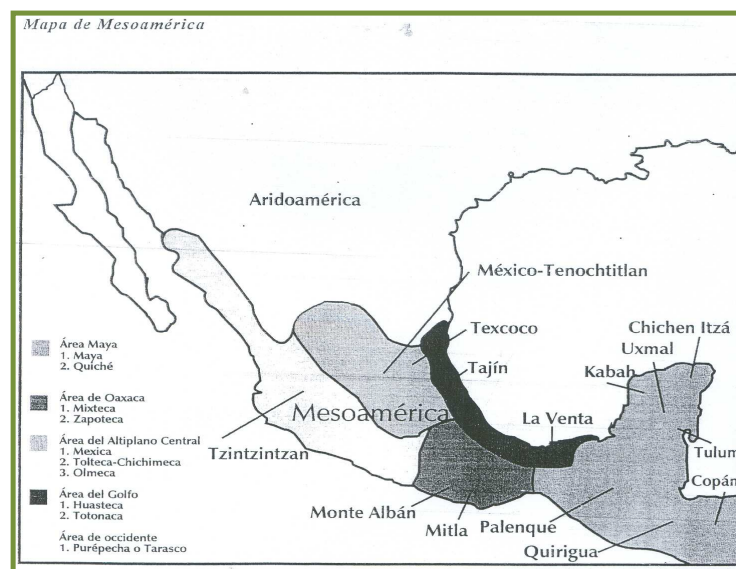 Mapa de Mesoamérica
Aridoamérica
México-Tenochtitlan
Texcoco
Chichen Itzá
Uxmal
Kabah
Tajín
Mesoamérica
La Venta
Tulum
Tzintzintzan
Copán
Monte Albán
Mitla
Palenque
Quirigua
Área Maya
1. Maya
2. Quiché
Área de Oaxaca
1. Mixteca
2. Zapoteca
Área del Altiplano Central
1. Mexica
2. Tolteca-Chichimeca
3. Olmeca
Área del Golfo
1. Huasteca
2. Totonaca
Área de occidente
1. Purépecha o Tarasco